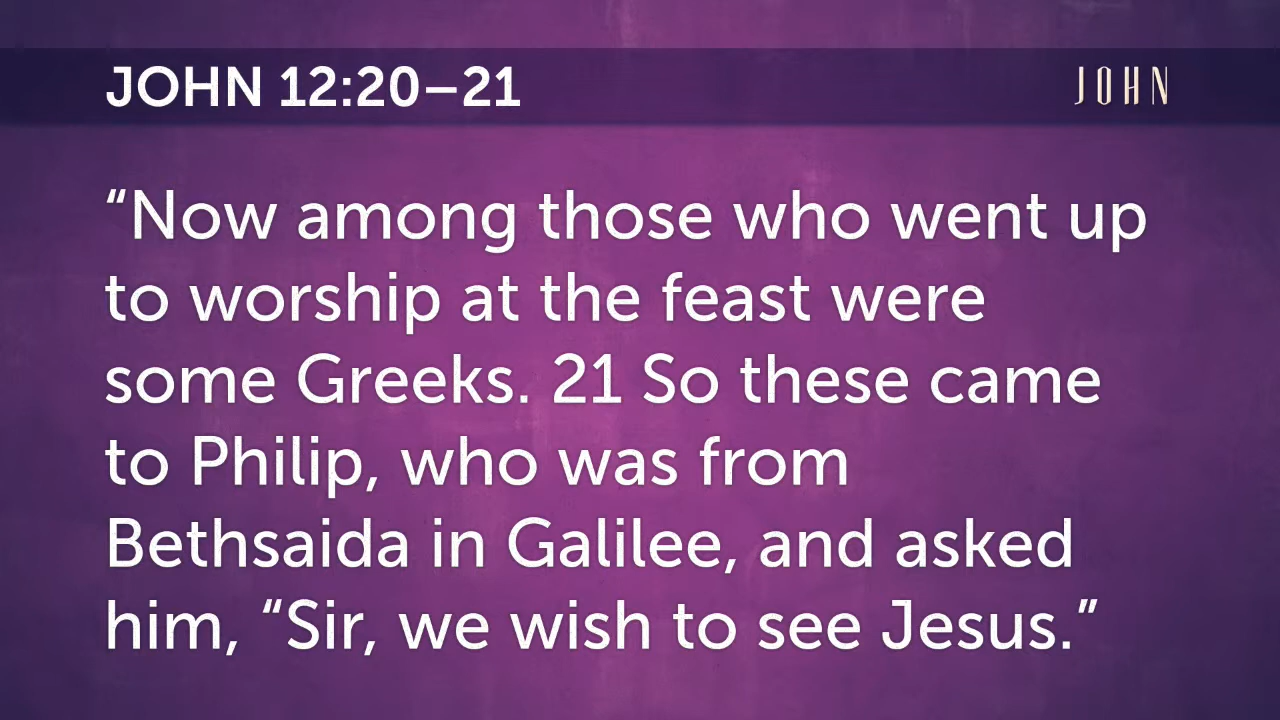 JOHN 12:20–21
JOHN
“Now among those who went up
to worship at the feast were
some Greeks. 21 So these came
to Philip, who was from
Bethsaida in Galilee, and asked
him, “Sir, we wish to see Jesus.”